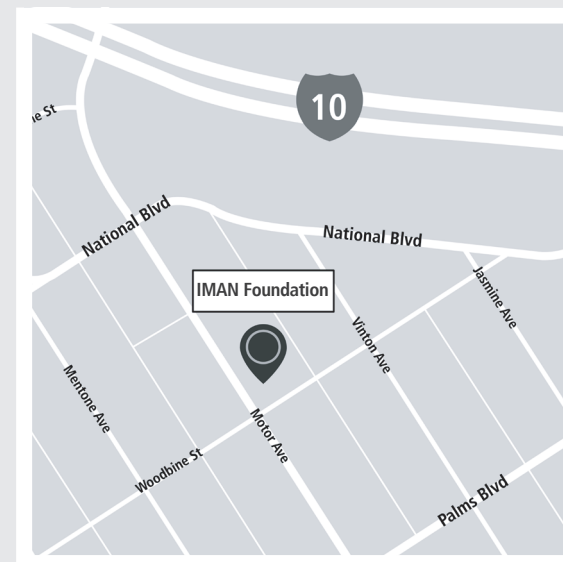 10
St
National Blvd
National Blvd
IMAN Foundation
Jasmine Ave
Vinton Ave
Mentone Ave
Motor Ave
Woodbine St
Palms Blvd